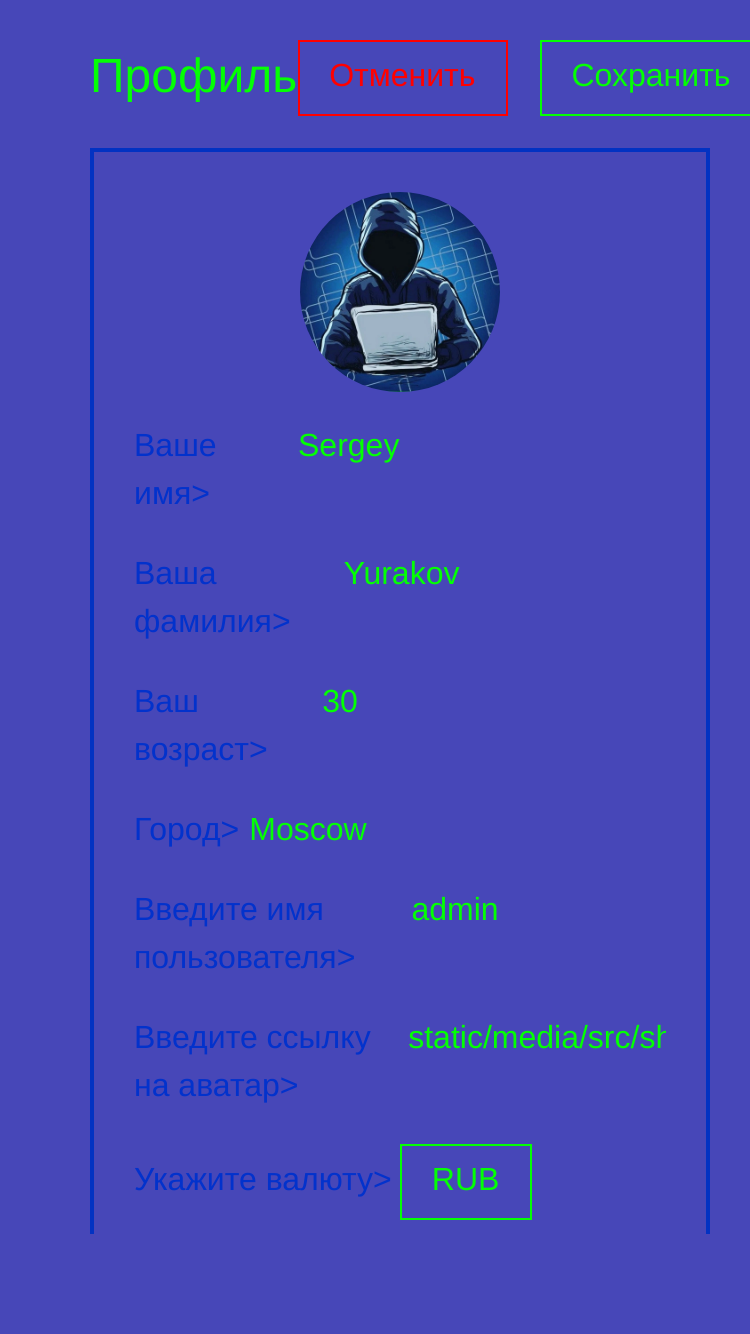 Профиль Отменить Сохранить
Ваше Sergey
имя>
Ваша Yurakov
фамилия>
Ваш 30
возраст>
Город> Moscow
Введите имя admin
пользователя>
Введите ссылку static/media/src/sh
на аватар>
Укажите валюту> RUB